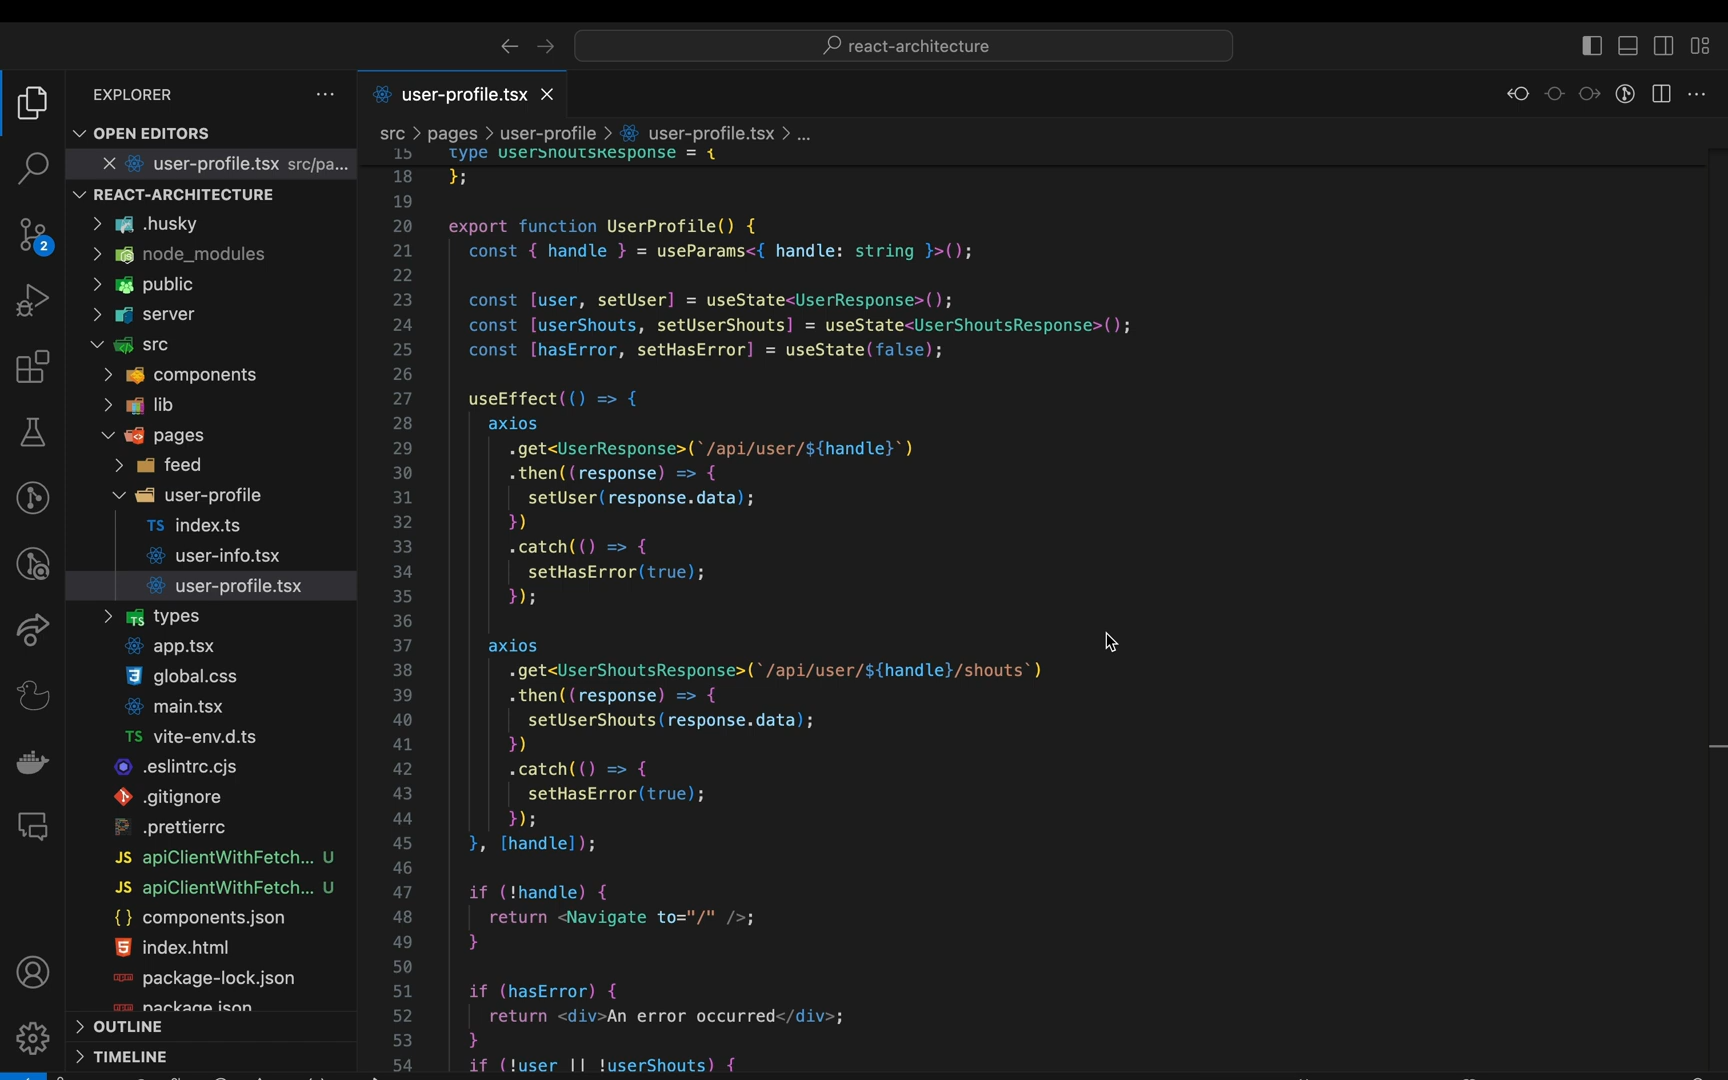 react-architecture
EXPLORER
OPEN EDITORS
user-profile.tsx src/pa...
REACT-ARCHITECTURE
.husky
node_modules
public
server
src
components
lib
pages
feed
user-profile
TS index.ts
user-info.tsx
user-profile.tsx
types
app.tsx
global.css
main.tsx
TS vite-env.d.ts
.eslintrc.cjs
.gitignore
.prettierrc
JS apiClientWithFetch... U
JS apiClientWithFetch... U
{} components.json
index.html
package-lock.json
package.json
OUTLINE
TIMELINE
2
user-profile.tsx
src > pages > user-profile > user-profile.tsx > ...
15 type UserShoutsResponse = {
18 };
19
20 export function UserProfile() {
21 const { handle } = useParams<{ handle: string }>();
22
23 const [user, setUser] = useState<UserResponse>();
24 const [userShouts, setUserShouts] = useState<UserShoutsResponse>();
25 const [hasError, setHasError] = useState(false);
26
27 useEffect(() => {
28 axios
29 .get<UserResponse>(`/api/user/${handle}`)
30 .then((response) => {
31 setUser(response.data);
32 })
33 .catch(() => {
34 setHasError(true);
35 });
36
37 axios
38 .get<UserShoutsResponse>(`/api/user/${handle}/shouts`)
39 .then((response) => {
40 setUserShouts(response.data);
41 })
42 .catch(() => {
43 setHasError(true);
44 });
45 }, [handle]);
46
47 if (!handle) {
48 return <Navigate to="/" />;
49 }
50
51 if (hasError) {
52 return <div>An error occurred</div>;
53 }
54 if (!user || !userShouts) {